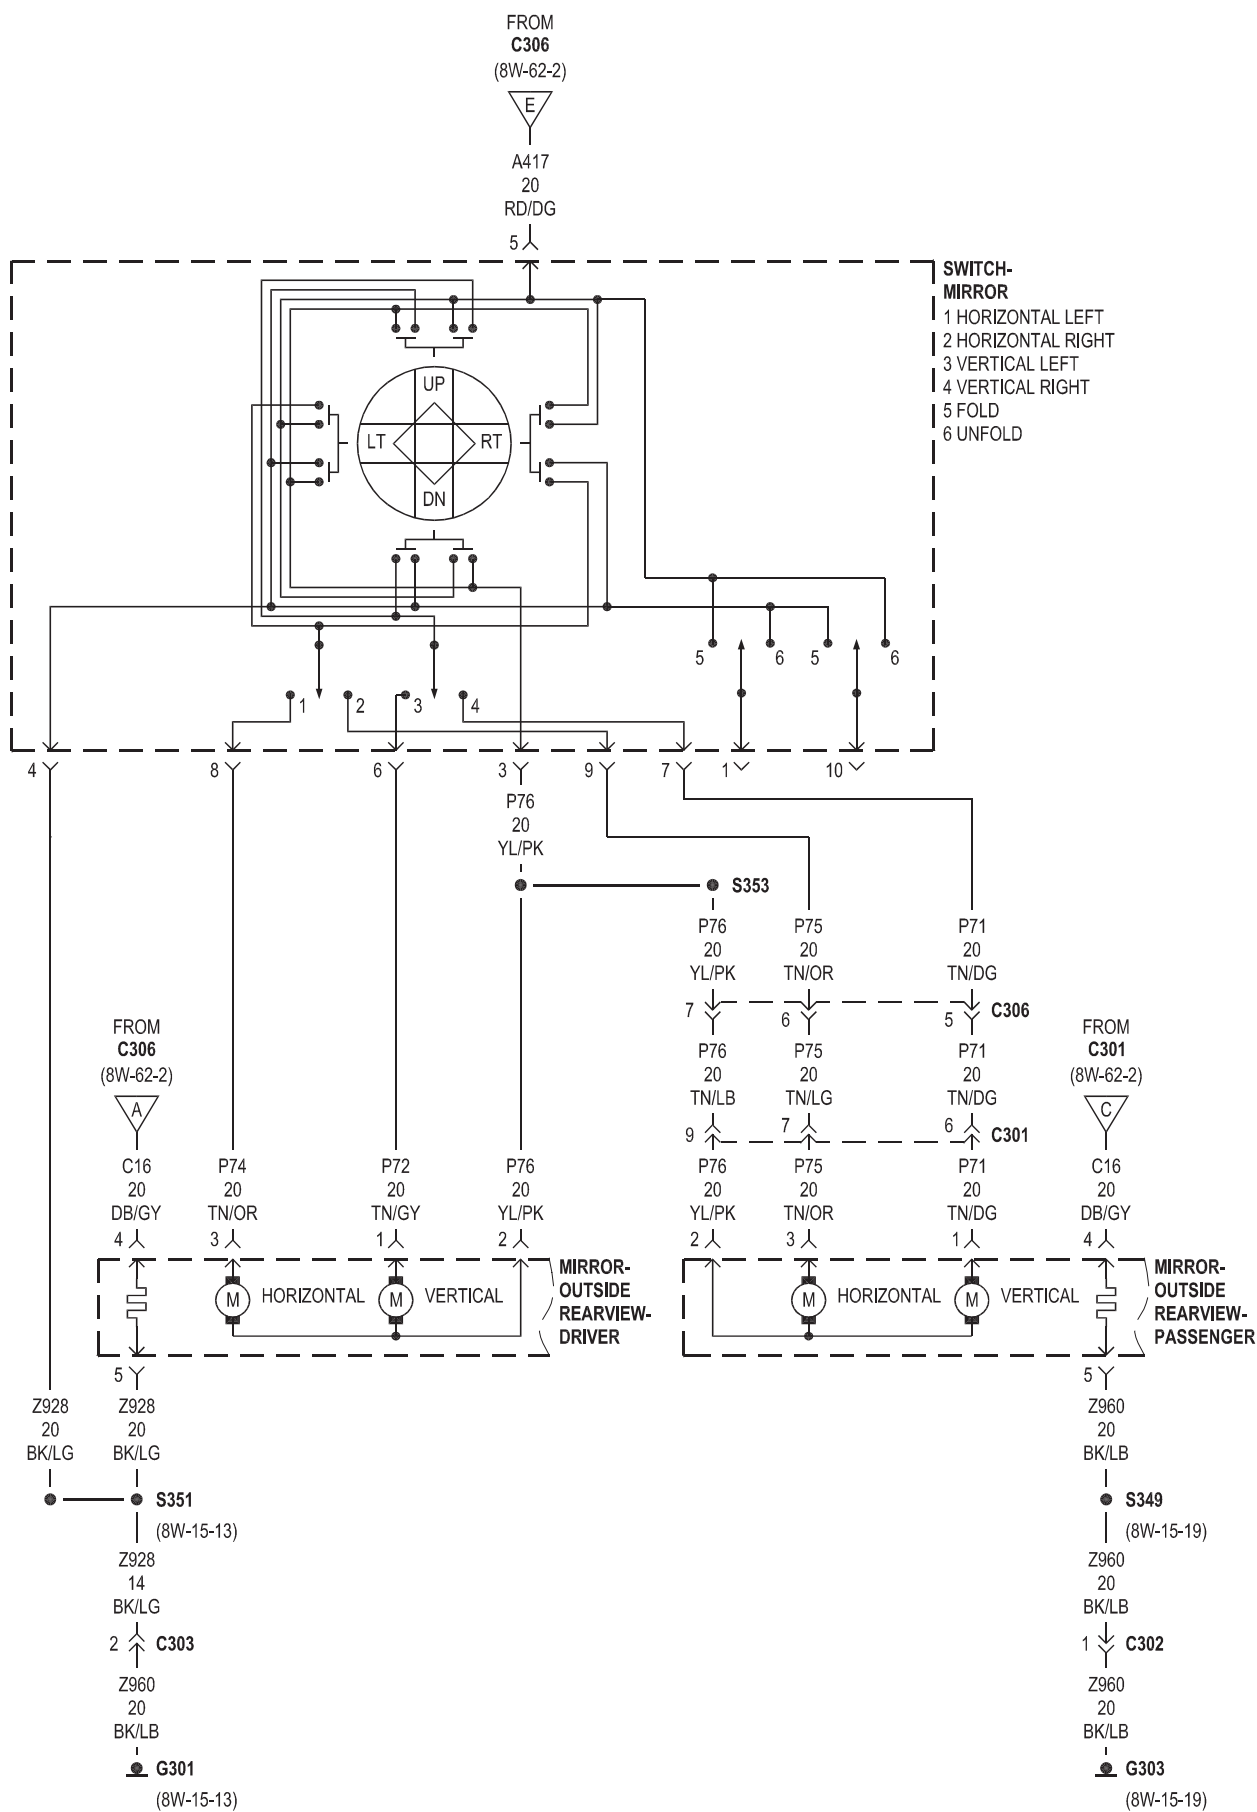 FROM
C306
(8W-62-2)
E
A417
20
RD/DG
5
SWITCH-
MIRROR
1 HORIZONTAL LEFT
2 HORIZONTAL RIGHT
3 VERTICAL LEFT
4 VERTICAL RIGHT
5 FOLD
6 UNFOLD
UP
LT RT
DN
5 6 5 6
1 2 3 4
4 8 6 3 9 7 1 10
P76
20
YL/PK
S353
P76 P75 P71
20 20 20
YL/PK TN/OR TN/DG
7 6 5 C306
P76 P75 P71
20 20 20
TN/LB TN/LG TN/DG
9 7 6 C301
FROM
C306
(8W-62-2)
A
FROM
C301
(8W-62-2)
C
C16 P74 P72 P76 P76 P75 P71 C16
20 20 20 20 20 20 20 20
DB/GY TN/OR TN/GY YL/PK YL/PK TN/OR TN/DG DB/GY
4 3 1 2 2 3 1 4
M HORIZONTAL M VERTICAL
MIRROR-
OUTSIDE
REARVIEW-
DRIVER
M HORIZONTAL M VERTICAL
MIRROR-
OUTSIDE
REARVIEW-
PASSENGER
5 5
Z928 Z928 Z960
20 20 20
BK/LG BK/LG BK/LB
S351
(8W-15-13)
S349
(8W-15-19)
Z928 Z960
14 20
BK/LG BK/LB
2 C303 1 C302
Z960 Z960
20 20
BK/LB BK/LB
G301
(8W-15-13)
G303
(8W-15-19)